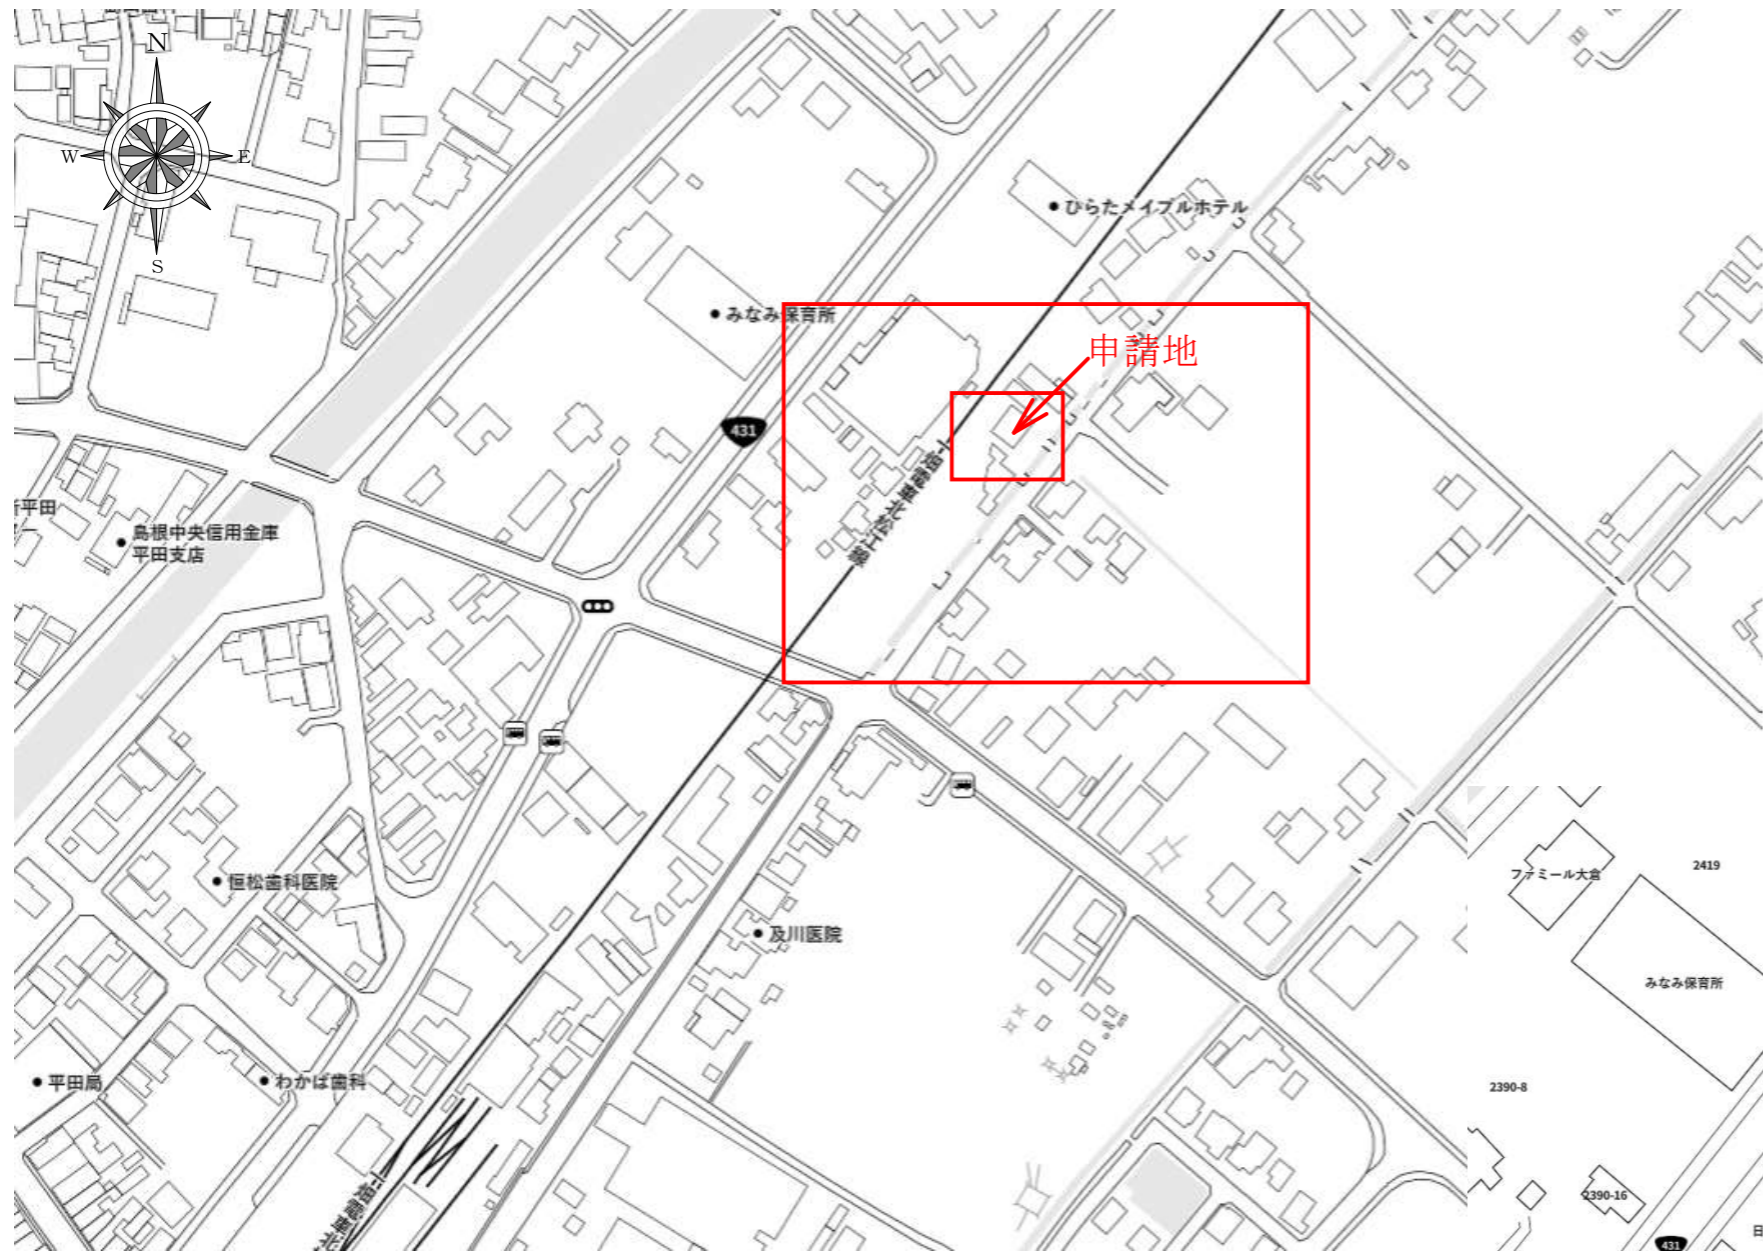 N
W
E
S
ひらたメイプルホテル
みなみ保育所
申請地
431
一畑電車北松江線
島根中央信用金庫
平田支店
恒松歯科医院
及川医院
平田局
わかば歯科
2419
ファミール大倉
みなみ保育所
2390-8
2390-16
431